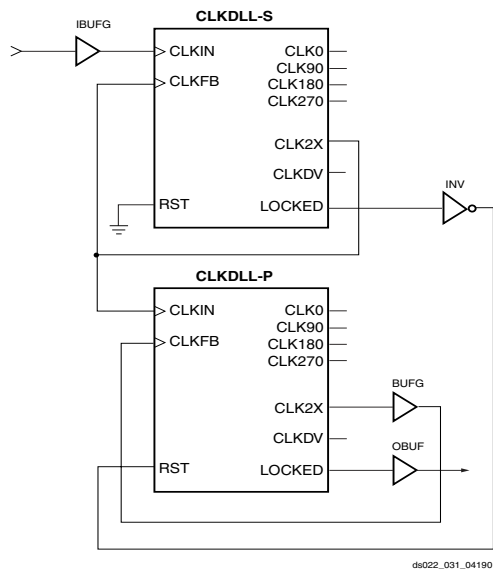 CLKDLL-S
IBUFG
CLKIN
CLKFB
RST
CLK0
CLK90
CLK180
CLK270
CLK2X
CLKDV
LOCKED
INV
CLKDLL-P
CLKIN
CLKFB
RST
CLK0
CLK90
CLK180
CLK270
CLK2X
CLKDV
LOCKED
BUFG
OBUF
ds022_031_04190